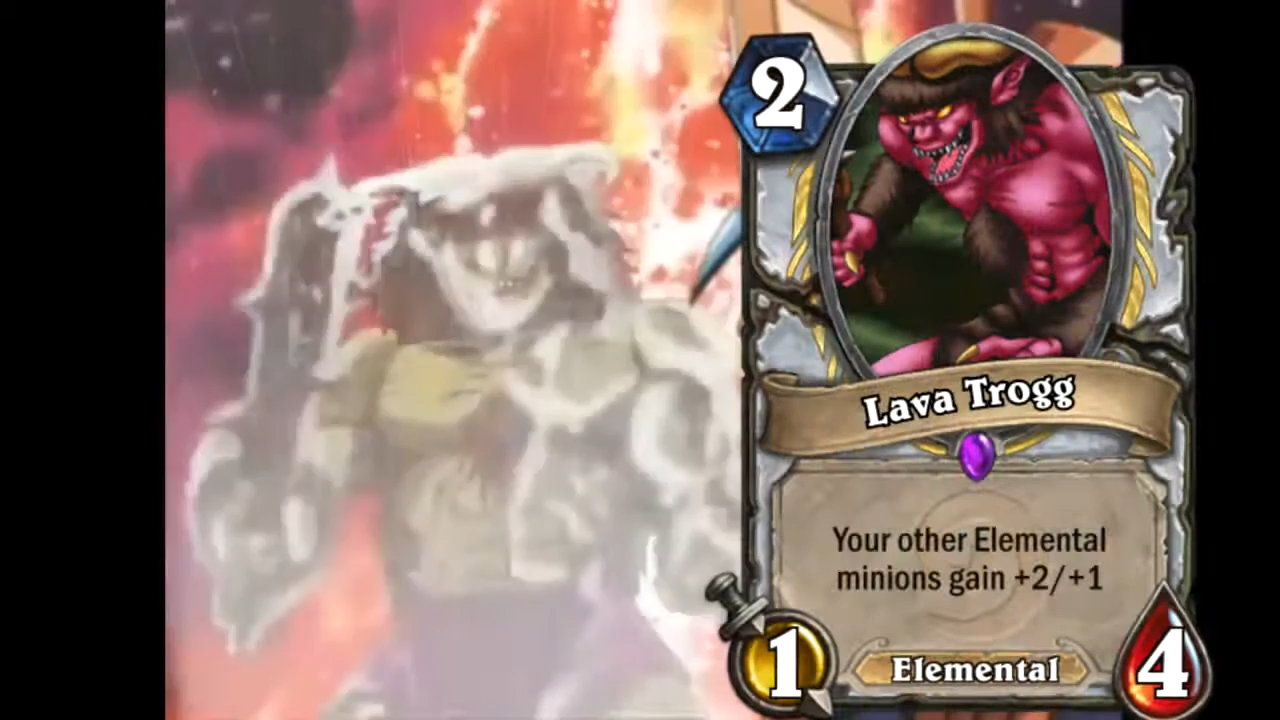 2
Lava Trogg
Your other Elemental
minions gain +2/+1
1
Elemental
4